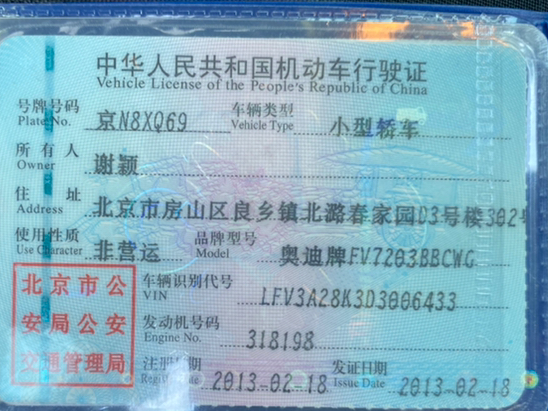 中华人民共和国机动车行驶证
Vehicle License of the People's Republic of China
号牌号码 京N8XQ69 车辆类型 小型轿车
Plate No. Vehicle Type
所有人 谢颖
Owner
住址 北京市房山区良乡镇北潞春家园D3号楼302
Address
使用性质 非营运 品牌型号 奥迪牌FV7203BBCWG
Use Character Model
北京市公安局公安交通管理局
车辆识别代号 LFV3A28K3D3006433
VIN
发动机号码 318198
Engine No.
注册日期 2013-02-18 发证日期 2013-02-18
Register Date Issue Date